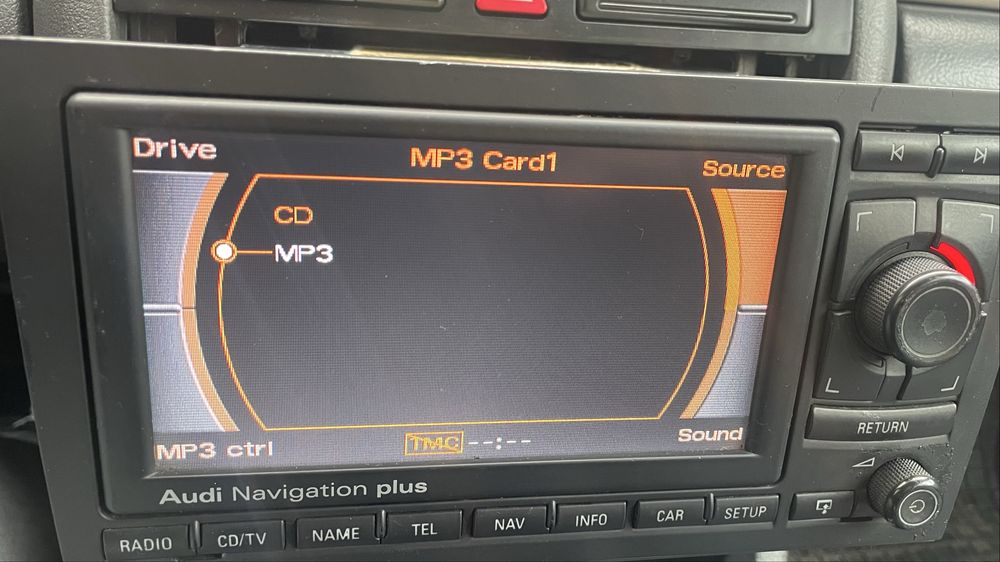 Drive
MP3 Card1
Source
CD
MP3
MP3 ctrl
TMC --:--
Sound
Audi Navigation plus
RETURN
RADIO
CD/TV
NAME
TEL
NAV
INFO
CAR
SETUP